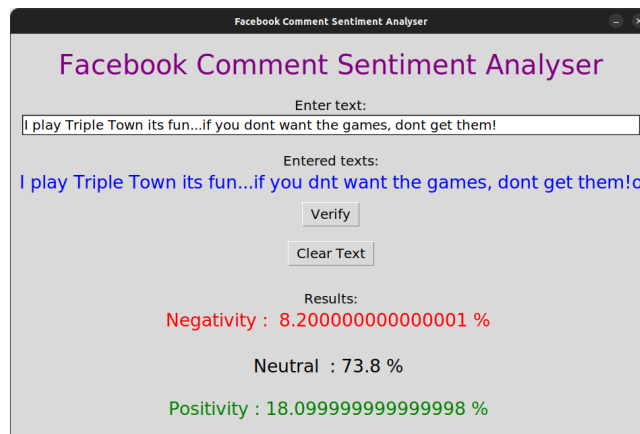 Facebook Comment Sentiment Analyser
Facebook Comment Sentiment Analyser
Enter text:
I play Triple Town its fun...if you dont want the games, dont get them!
Entered texts:
I play Triple Town its fun...if you dnt want the games, dont get them!o
Verify
Clear Text
Results:
Negativity : 8.200000000000001 %
Neutral : 73.8 %
Positivity : 18.099999999999998 %